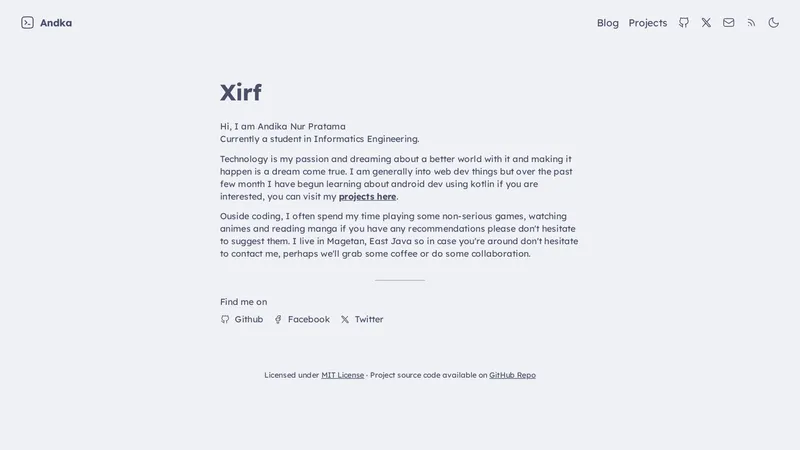 Andka
Blog Projects
Xirf
Hi, I am Andika Nur Pratama
Currently a student in Informatics Engineering.
Technology is my passion and dreaming about a better world with it and making it
happen is a dream come true. I am generally into web dev things but over the past
few month I have begun learning about android dev using kotlin if you are
interested, you can visit my projects here.
Ouside coding, I often spend my time playing some non-serious games, watching
animes and reading manga if you have any recommendations please don't hesitate
to suggest them. I live in Magetan, East Java so in case you're around don't hesitate
to contact me, perhaps we'll grab some coffee or do some collaboration.
Find me on
Github Facebook Twitter
Licensed under MIT License · Project source code available on GitHub Repo